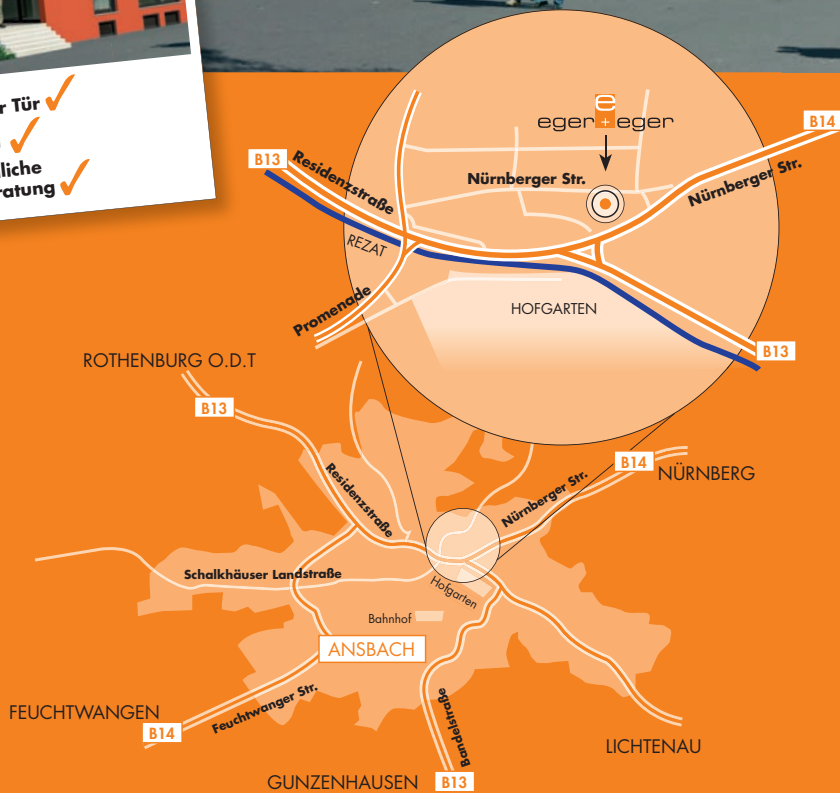 r Tür
liche
ratung
B14
e
eger + eger
B13
Residenzstraße
Nürnberger Str.
Nürnberger Str.
REZAT
HOFGARTEN
Promenade
B13
ROTHENBURG O.D.T
B13
B14
NÜRNBERG
Residenzstraße
Nürnberger Str.
Schalkhäuser Landstraße
Hofgarten
Bahnhof
ANSBACH
FEUCHTWANGEN
B14
Feuchtwanger Str.
Bandelstraße
LICHTENAU
GUNZENHAUSEN
B13